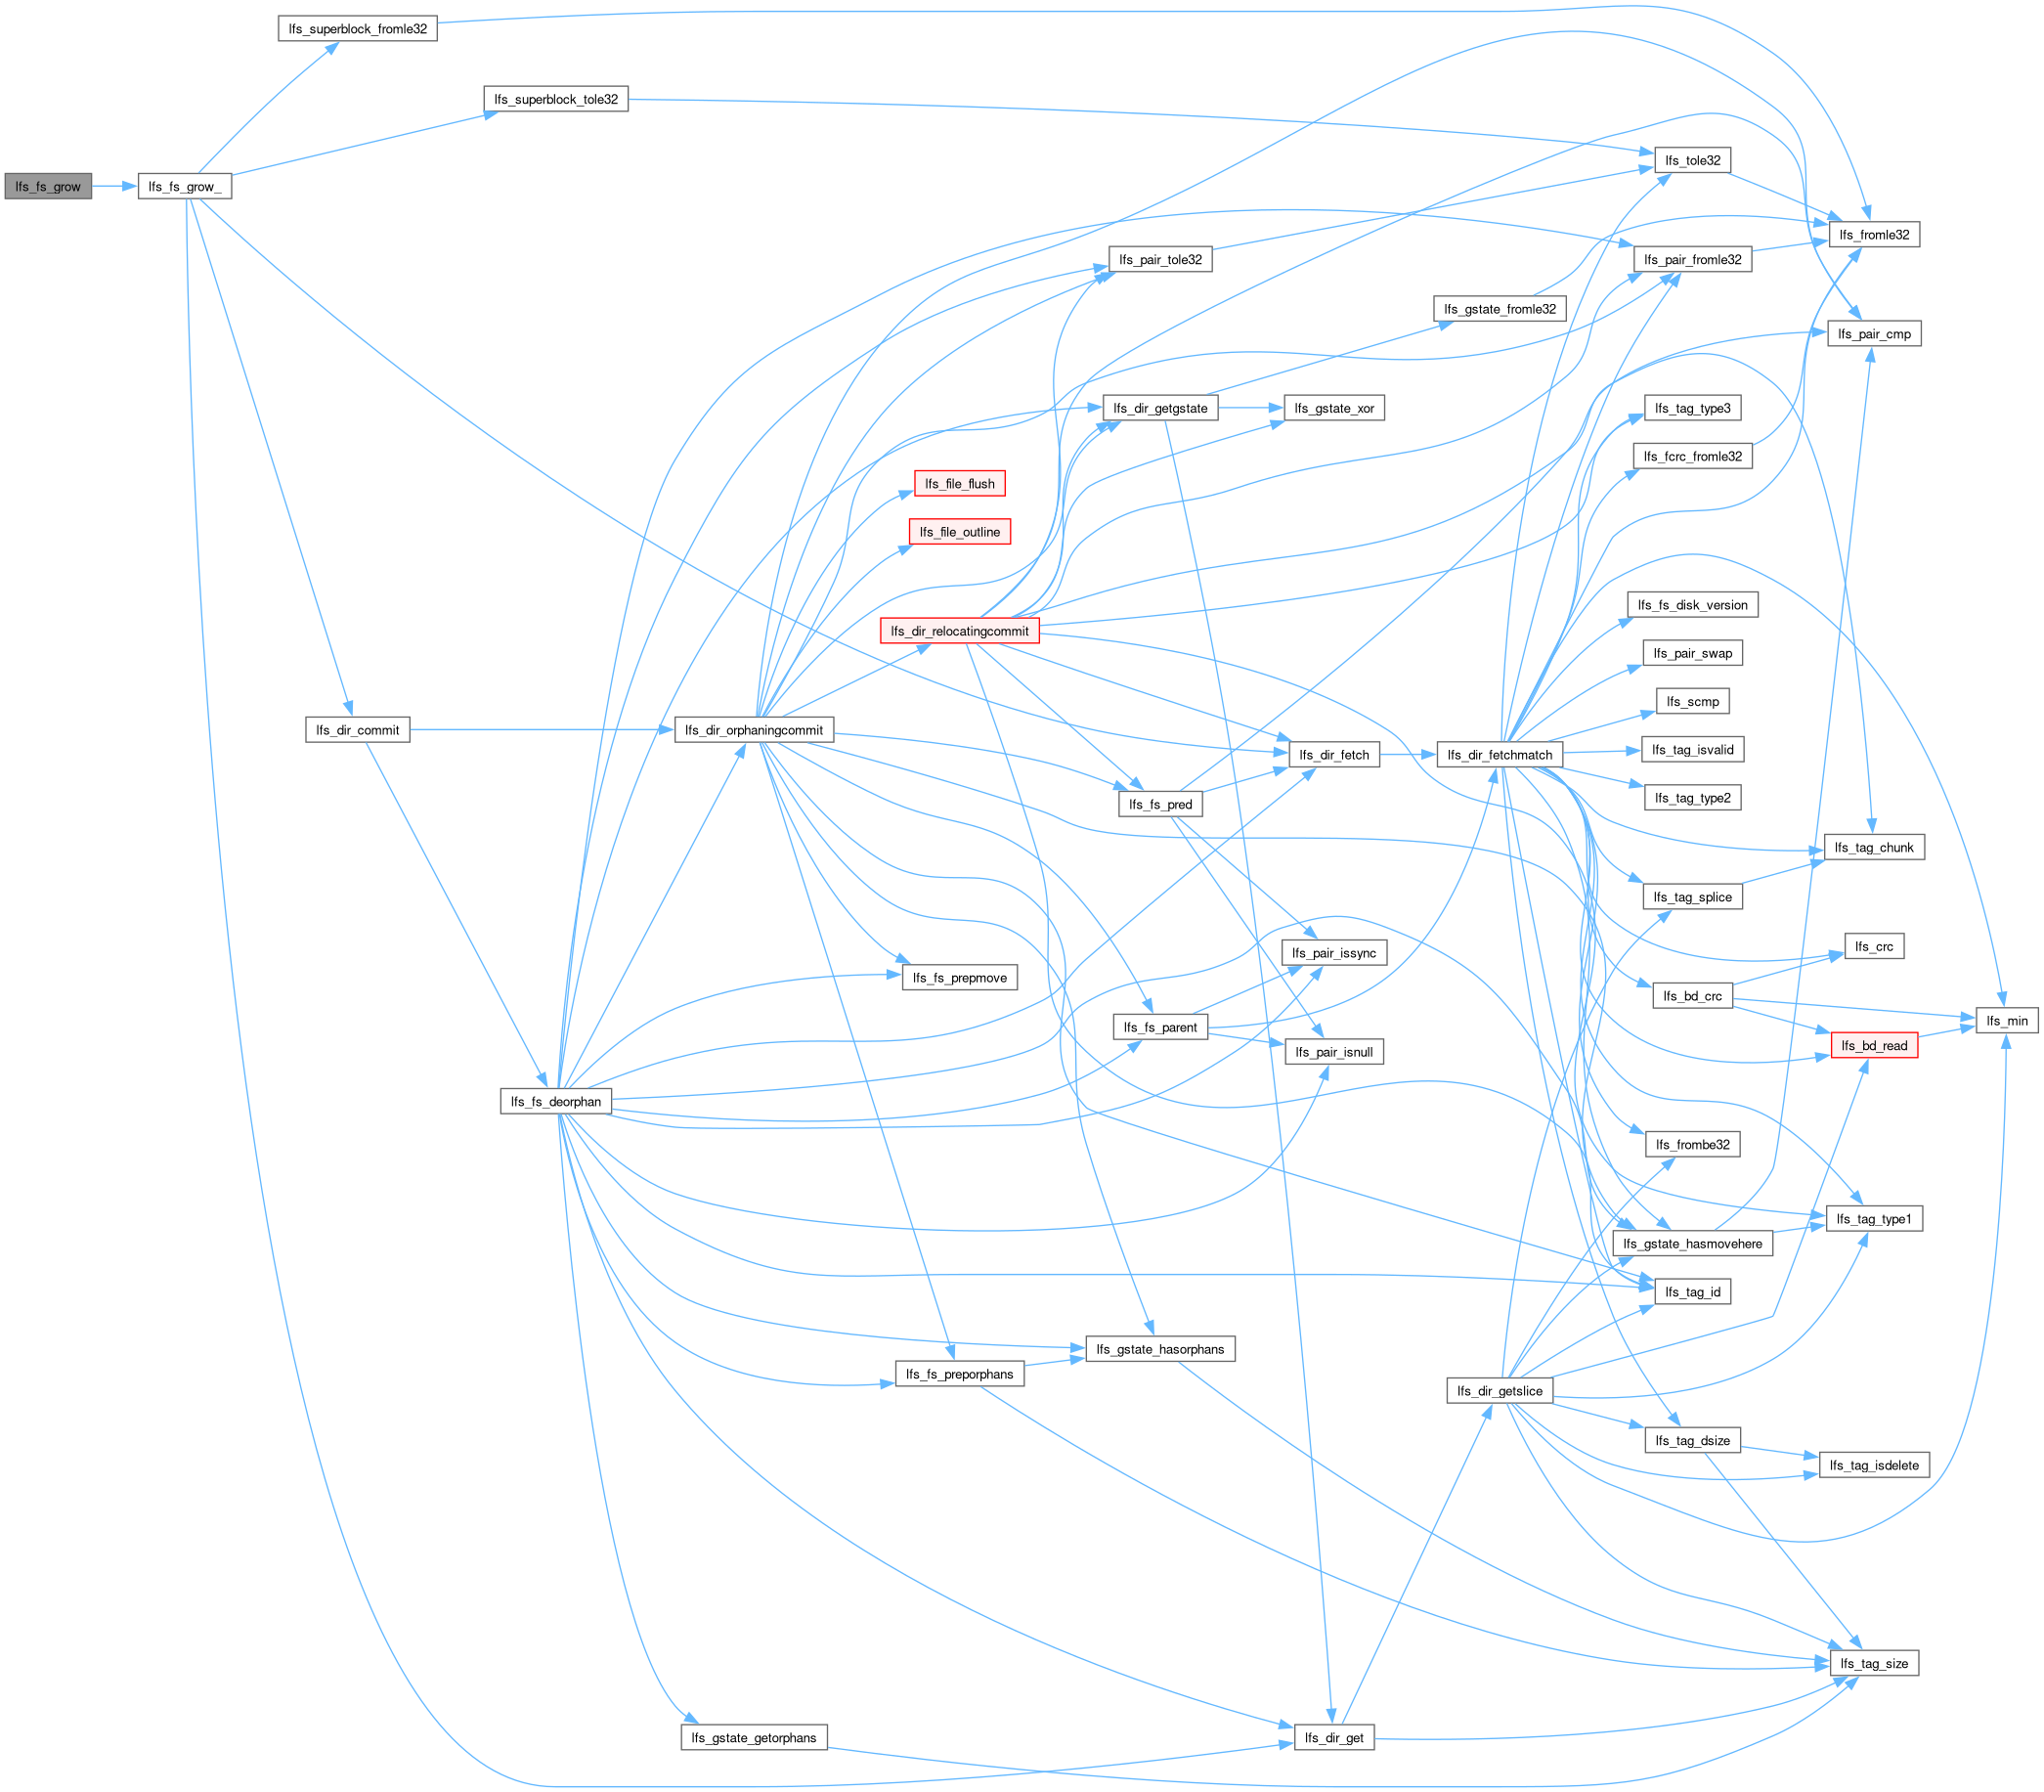 lfs_superblock_fromle32
lfs_superblock_tole32
lfs_tole32
lfs_fs_grow
lfs_fs_grow_
lfs_fromle32
lfs_pair_tole32
lfs_pair_fromle32
lfs_gstate_fromle32
lfs_pair_cmp
lfs_dir_getgstate
lfs_gstate_xor
lfs_tag_type3
lfs_fcrc_fromle32
lfs_file_flush
lfs_file_outline
lfs_fs_disk_version
lfs_dir_relocatingcommit
lfs_pair_swap
lfs_scmp
lfs_dir_commit
lfs_dir_orphaningcommit
lfs_dir_fetch
lfs_dir_fetchmatch
lfs_tag_isvalid
lfs_fs_pred
lfs_tag_type2
lfs_tag_chunk
lfs_tag_splice
lfs_pair_issync
lfs_crc
lfs_fs_prepmove
lfs_bd_crc
lfs_min
lfs_fs_parent
lfs_pair_isnull
lfs_bd_read
lfs_fs_deorphan
lfs_frombe32
lfs_tag_type1
lfs_gstate_hasmovehere
lfs_tag_id
lfs_gstate_hasorphans
lfs_fs_preporphans
lfs_dir_getslice
lfs_tag_dsize
lfs_tag_isdelete
lfs_tag_size
lfs_gstate_getorphans
lfs_dir_get